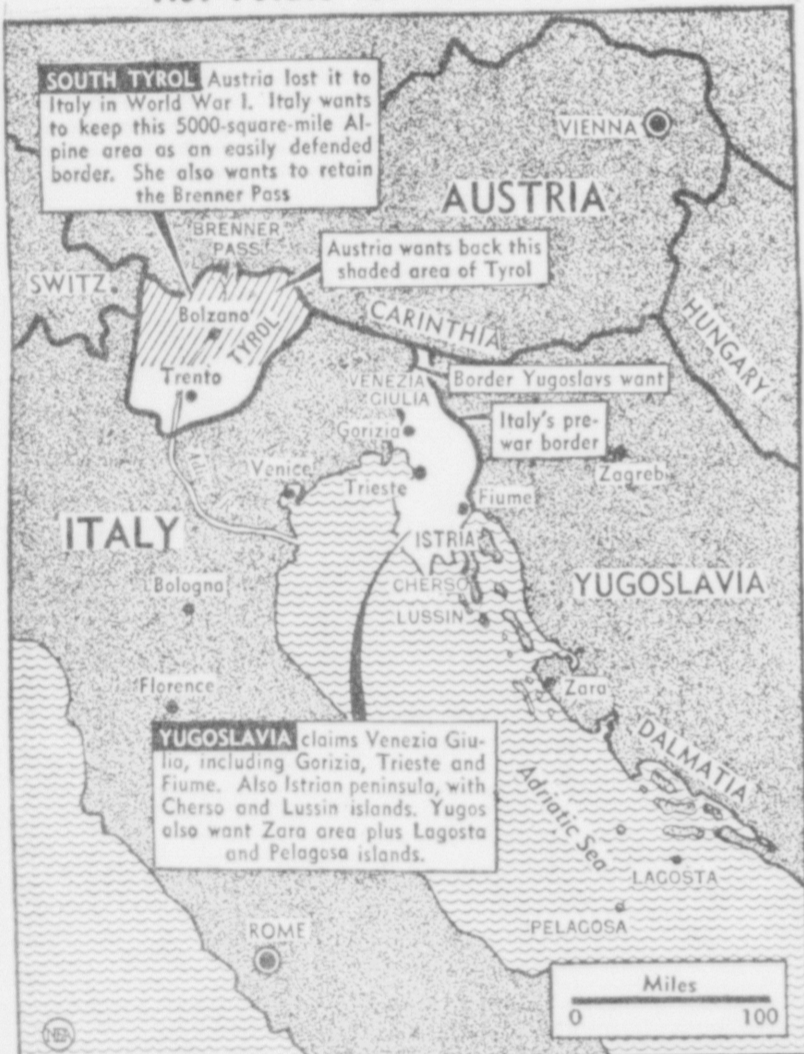 SOUTH TYROL Austria lost it to
Italy in World War I. Italy wants
to keep this 5000-square-mile Al-
pine area as an easily defended
border. She also wants to retain
the Brenner Pass
VIENNA
AUSTRIA
BRENNER
PASS
Austria wants back this
shaded area of Tyrol
SWITZ.
Bolzano
TYROL
CARINTHIA
HUNGARY
Trento
VENEZIA
GIULIA
Border Yugoslavs want
Italy's pre-
war border
Gorizia
Venice
Trieste
Zagreb
Fiume
ITALY
ISTRIA
Bologna
CHERSO
YUGOSLAVIA
LUSSIN
Florence
Zara
YUGOSLAVIA claims Venezia Giu-
lia, including Gorizia, Trieste and
Fiume. Also Istrian peninsula, with
Cherso and Lussin islands. Yugos
also want Zara area plus Lagosta
and Pelagosa islands.
DALMATIA
Adriatic Sea
LAGOSTA
PELAGOSA
ROME
Miles
0 100